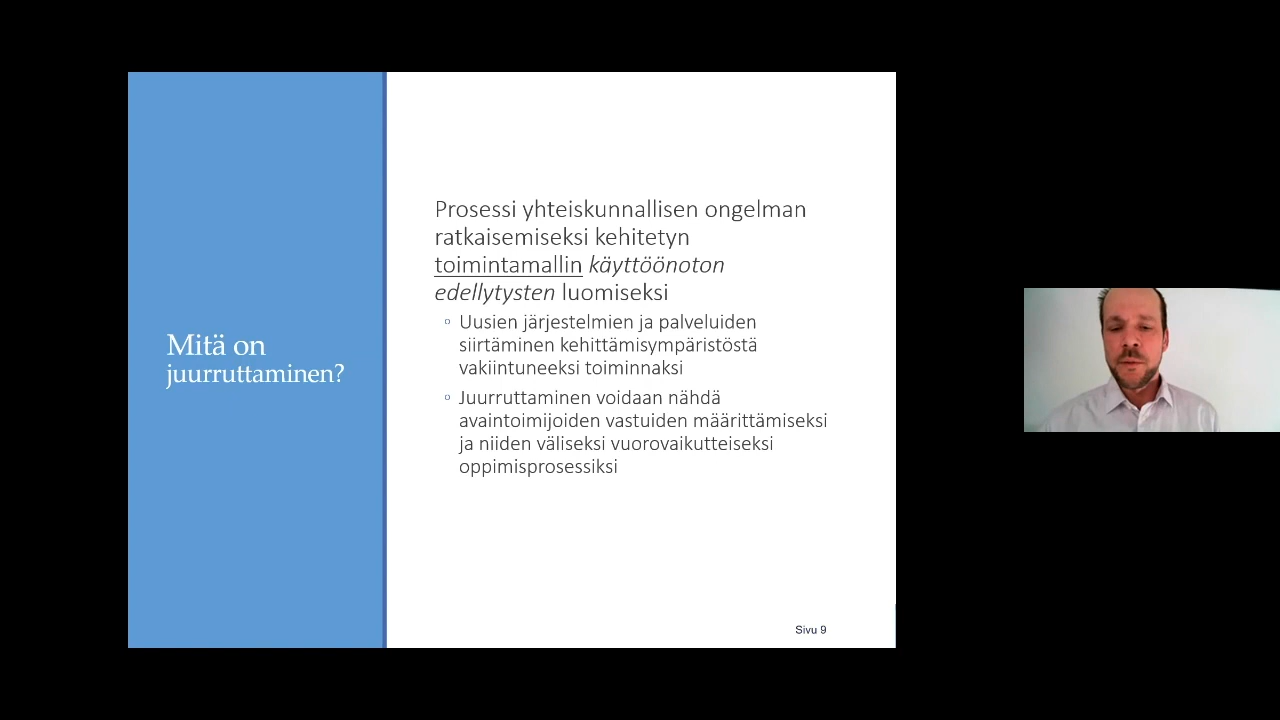 Mitä on
juurruttaminen?
Prosessi yhteiskunnallisen ongelman
ratkaisemiseksi kehitetyn
toimintamallin käyttöönoton
edellytysten luomiseksi
◦ Uusien järjestelmien ja palveluiden
siirtäminen kehittämisympäristöstä
vakiintuneeksi toiminnaksi
◦ Juurruttaminen voidaan nähdä
avaintoimijoiden vastuiden määrittämiseksi
ja niiden väliseksi vuorovaikutteiseksi
oppimisprosessiksi
Sivu 9